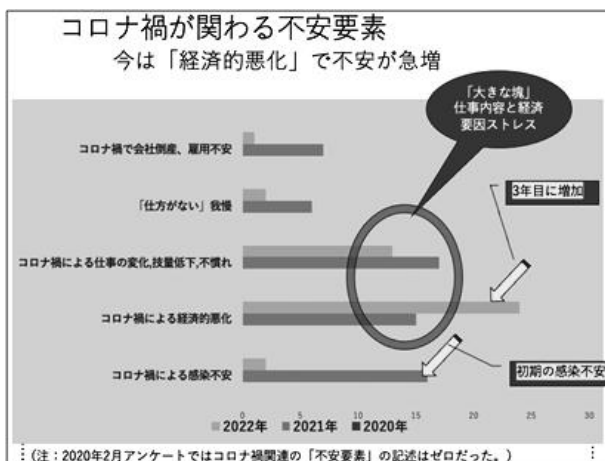 コロナ禍が関わる不安要素
今は「経済的悪化」で不安が急増
「大きな塊」
仕事内容と経済
要因ストレス
コロナ禍で会社倒産、雇用不安
3年目に増加
「仕方がない」我慢
コロナ禍による仕事の変化,技量低下,不慣れ
コロナ禍による経済的悪化
初期の感染不安
コロナ禍による感染不安
0 5 10 15 20 25 30
2022年 2021年 2020年
(注：2020年2月アンケートではコロナ禍関連の「不安要素」の記述はゼロだった。)